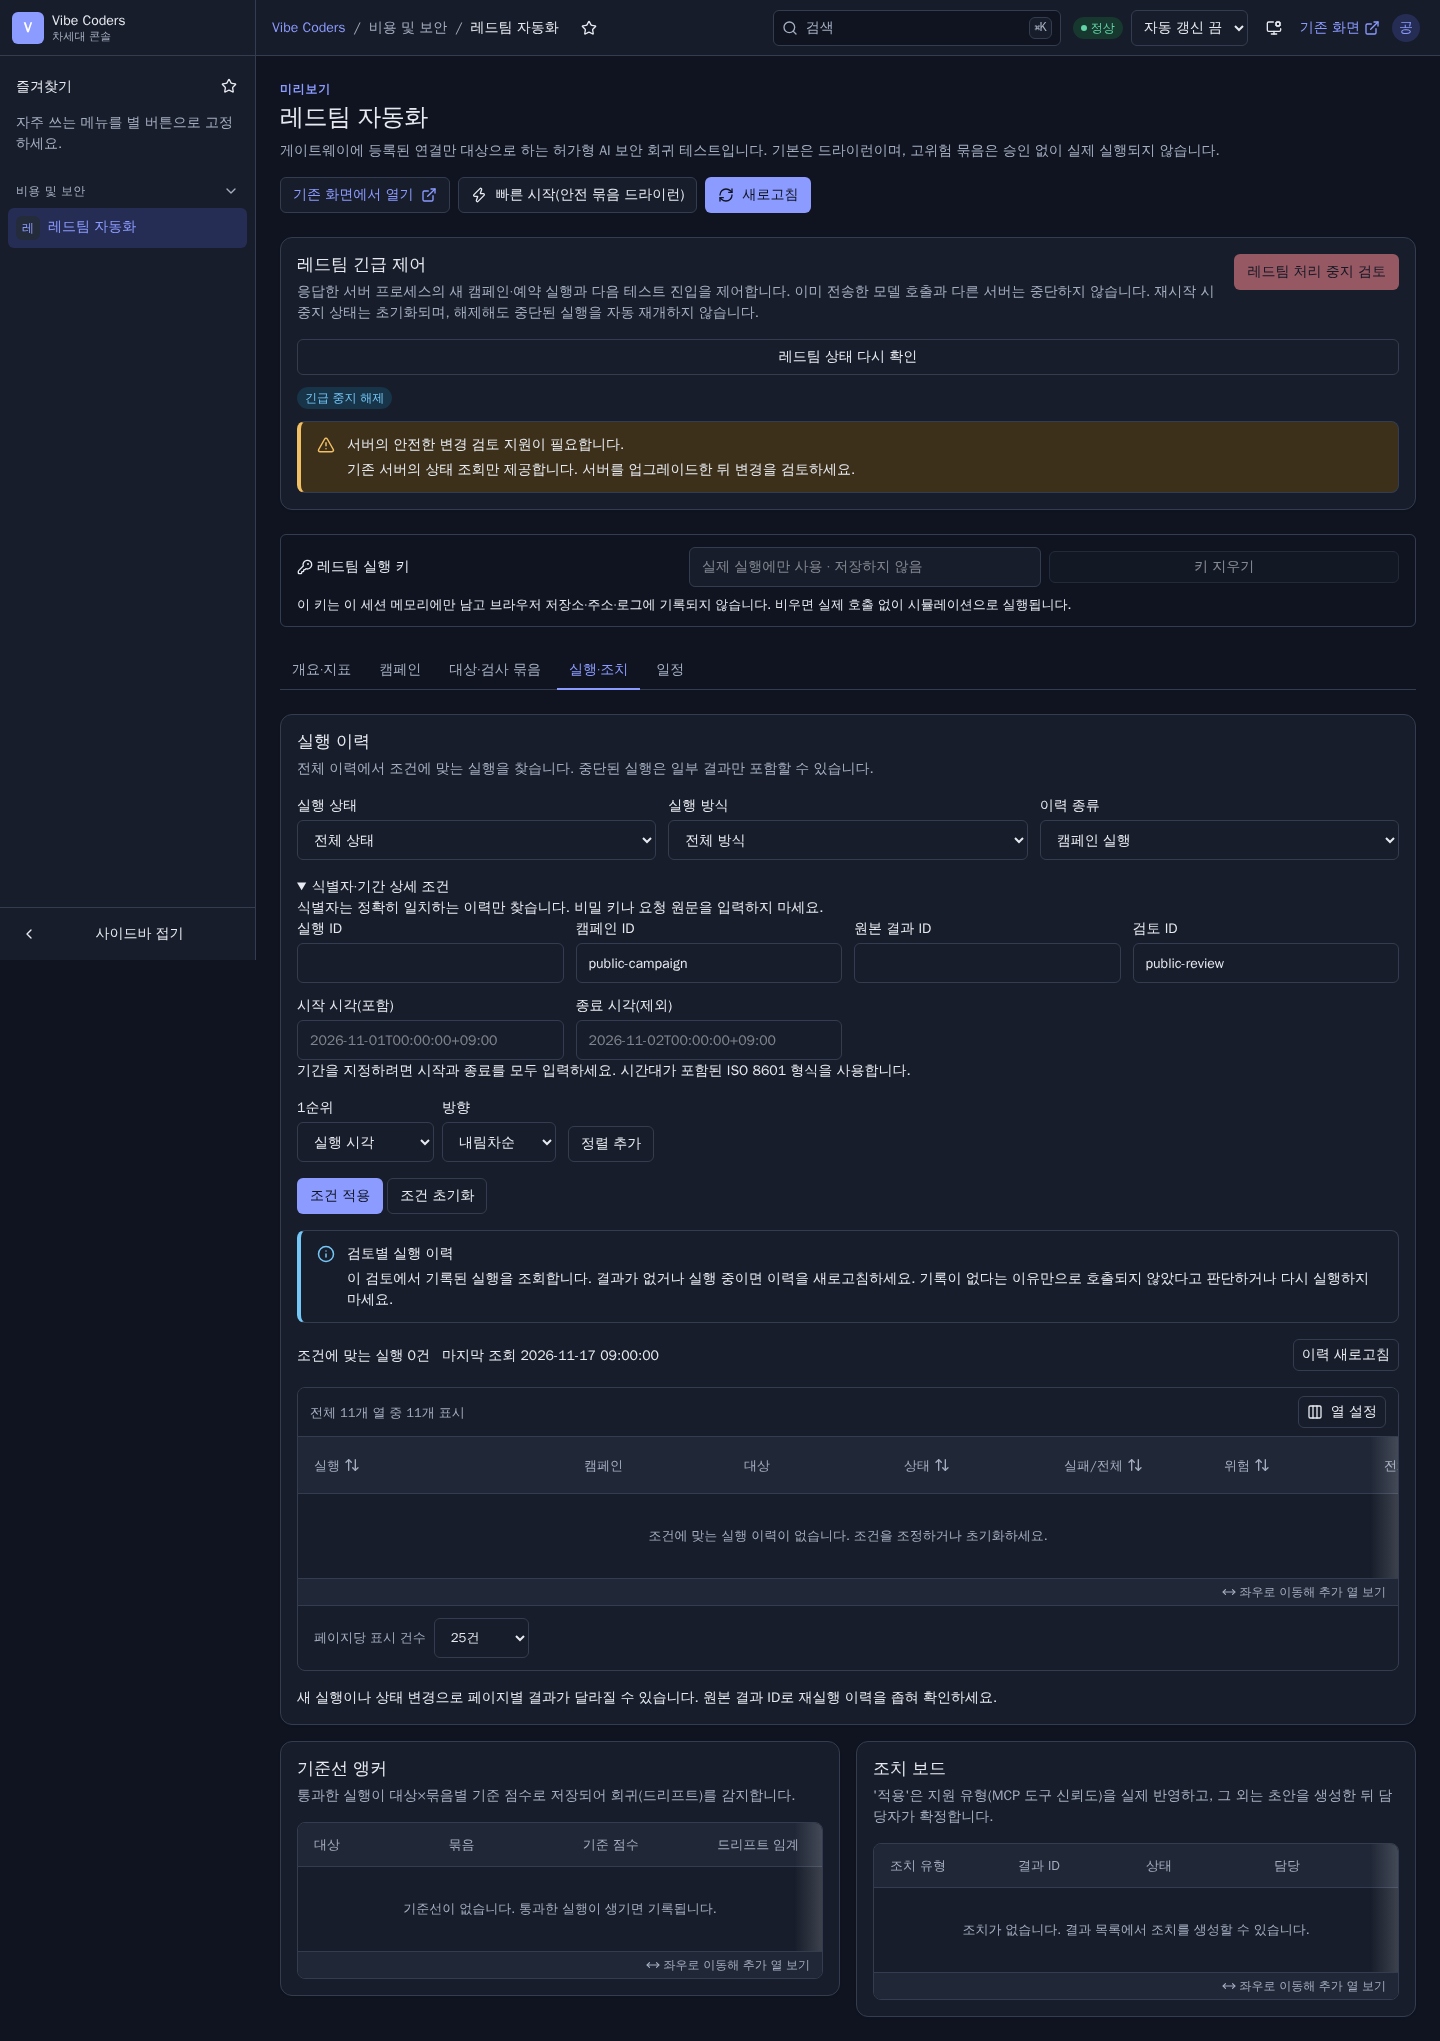 V
Vibe Coders
차세대 콘솔
Vibe Coders / 비용 및 보안 / 레드팀 자동화
검색
⌘K
정상
자동 갱신 끔
기존 화면
공
즐겨찾기
자주 쓰는 메뉴를 별 버튼으로 고정
하세요.
비용 및 보안
레
레드팀 자동화
사이드바 접기
미리보기
레드팀 자동화
게이트웨이에 등록된 연결만 대상으로 하는 허가형 AI 보안 회귀 테스트입니다. 기본은 드라이런이며, 고위험 묶음은 승인 없이 실제 실행되지 않습니다.
기존 화면에서 열기
빠른 시작(안전 묶음 드라이런)
새로고침
레드팀 긴급 제어
응답한 서버 프로세스의 새 캠페인·예약 실행과 다음 테스트 진입을 제어합니다. 이미 전송한 모델 호출과 다른 서버는 중단하지 않습니다. 재시작 시
중지 상태는 초기화되며, 해제해도 중단된 실행을 자동 재개하지 않습니다.
레드팀 처리 중지 검토
레드팀 상태 다시 확인
긴급 중지 해제
서버의 안전한 변경 검토 지원이 필요합니다.
기존 서버의 상태 조회만 제공합니다. 서버를 업그레이드한 뒤 변경을 검토하세요.
레드팀 실행 키
실제 실행에만 사용 · 저장하지 않음
키 지우기
이 키는 이 세션 메모리에만 남고 브라우저 저장소·주소·로그에 기록되지 않습니다. 비우면 실제 호출 없이 시뮬레이션으로 실행됩니다.
개요·지표
캠페인
대상·검사 묶음
실행·조치
일정
실행 이력
전체 이력에서 조건에 맞는 실행을 찾습니다. 중단된 실행은 일부 결과만 포함할 수 있습니다.
실행 상태
실행 방식
이력 종류
전체 상태
전체 방식
캠페인 실행
▼ 식별자·기간 상세 조건
식별자는 정확히 일치하는 이력만 찾습니다. 비밀 키나 요청 원문을 입력하지 마세요.
실행 ID
캠페인 ID
원본 결과 ID
검토 ID
public-campaign
public-review
시작 시각(포함)
종료 시각(제외)
2026-11-01T00:00:00+09:00
2026-11-02T00:00:00+09:00
기간을 지정하려면 시작과 종료를 모두 입력하세요. 시간대가 포함된 ISO 8601 형식을 사용합니다.
1순위
방향
실행 시각
내림차순
정렬 추가
조건 적용
조건 초기화
검토별 실행 이력
이 검토에서 기록된 실행을 조회합니다. 결과가 없거나 실행 중이면 이력을 새로고침하세요. 기록이 없다는 이유만으로 호출되지 않았다고 판단하거나 다시 실행하지
마세요.
조건에 맞는 실행 0건
마지막 조회 2026-11-17 09:00:00
이력 새로고침
전체 11개 열 중 11개 표시
열 설정
실행
캠페인
대상
상태
실패/전체
위험
전
조건에 맞는 실행 이력이 없습니다. 조건을 조정하거나 초기화하세요.
↔ 좌우로 이동해 추가 열 보기
페이지당 표시 건수
25건
새 실행이나 상태 변경으로 페이지별 결과가 달라질 수 있습니다. 원본 결과 ID로 재실행 이력을 좁혀 확인하세요.
기준선 앵커
통과한 실행이 대상×묶음별 기준 점수로 저장되어 회귀(드리프트)를 감지합니다.
대상
묶음
기준 점수
드리프트 임계
기준선이 없습니다. 통과한 실행이 생기면 기록됩니다.
↔ 좌우로 이동해 추가 열 보기
조치 보드
'적용'은 지원 유형(MCP 도구 신뢰도)을 실제 반영하고, 그 외는 초안을 생성한 뒤 담
당자가 확정합니다.
조치 유형
결과 ID
상태
담당
조치가 없습니다. 결과 목록에서 조치를 생성할 수 있습니다.
↔ 좌우로 이동해 추가 열 보기